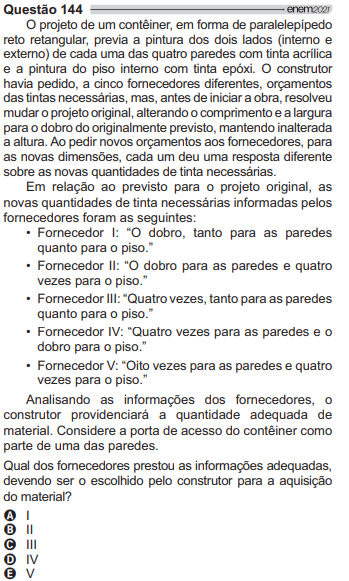 Questão 144
enem2021
O projeto de um contêiner, em forma de paralelepípedo
reto retangular, previa a pintura dos dois lados (interno e
externo) de cada uma das quatro paredes com tinta acrílica
e a pintura do piso interno com tinta epóxi. O construtor
havia pedido, a cinco fornecedores diferentes, orçamentos
das tintas necessárias, mas, antes de iniciar a obra, resolveu
mudar o projeto original, alterando o comprimento e a largura
para o dobro do originalmente previsto, mantendo inalterada
a altura. Ao pedir novos orçamentos aos fornecedores, para
as novas dimensões, cada um deu uma resposta diferente
sobre as novas quantidades de tinta necessárias.
Em relação ao previsto para o projeto original, as
novas quantidades de tinta necessárias informadas pelos
fornecedores foram as seguintes:
• Fornecedor I: “O dobro, tanto para as paredes
quanto para o piso.”
• Fornecedor II: “O dobro para as paredes e quatro
vezes para o piso.”
• Fornecedor III: “Quatro vezes, tanto para as paredes
quanto para o piso.”
• Fornecedor IV: “Quatro vezes para as paredes e o
dobro para o piso.”
• Fornecedor V: “Oito vezes para as paredes e quatro
vezes para o piso.”
Analisando as informações dos fornecedores, o
construtor providenciará a quantidade adequada de
material. Considere a porta de acesso do contêiner como
parte de uma das paredes.
Qual dos fornecedores prestou as informações adequadas,
devendo ser o escolhido pelo construtor para a aquisição
do material?
A I
B II
C III
D IV
E V